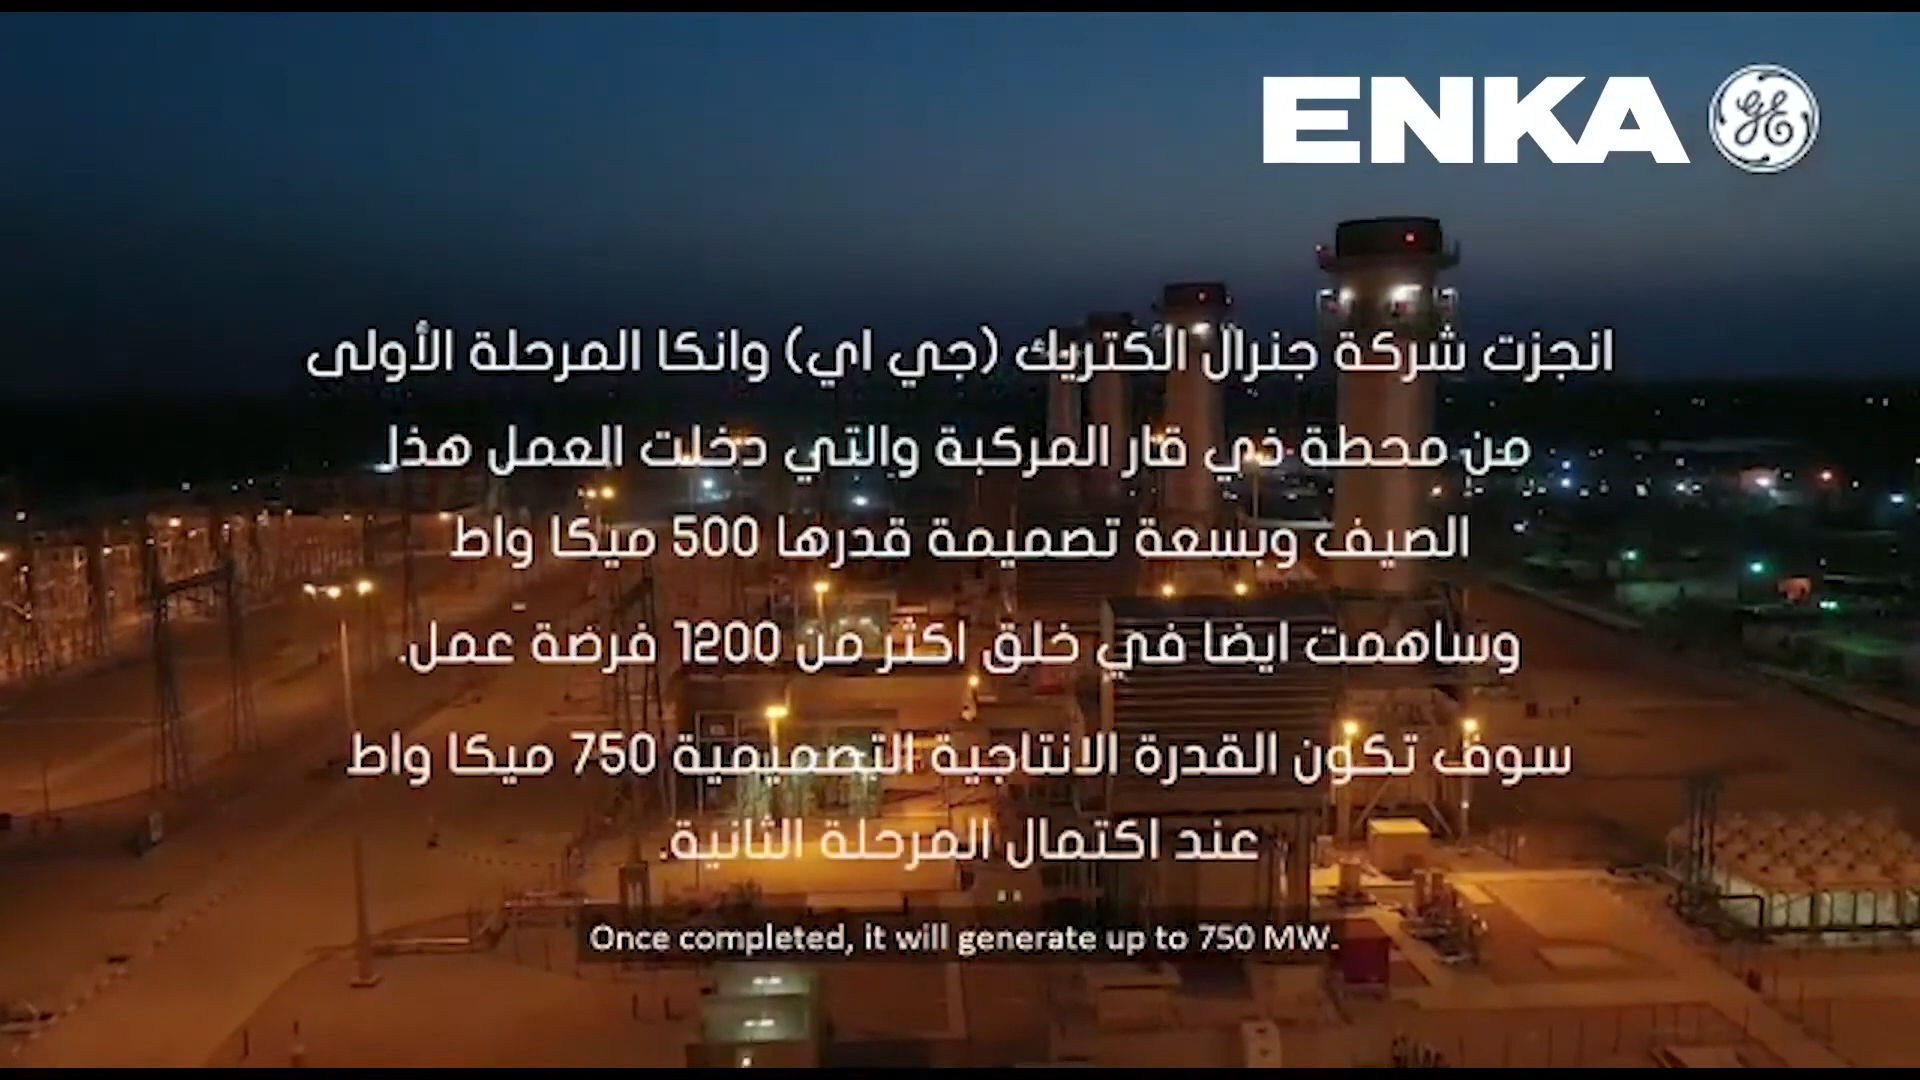 ENKA GE
انجزت شركة جنرال الكتريك (جي اي) وانكا المرحلة الأولى
من محطة ذي قار المركبة والتي دخلت العمل هذا
الصيف وبسعة تصميمة قدرها 500 ميكا واط
وساهمت ايضا في خلق اكثر من 1200 فرضة عمل.
سوف تكون القدرة الانتاجية التصميمية 750 ميكا واط
عند اكتمال المرحلة الثانية.
Once completed, it will generate up to 750 MW.